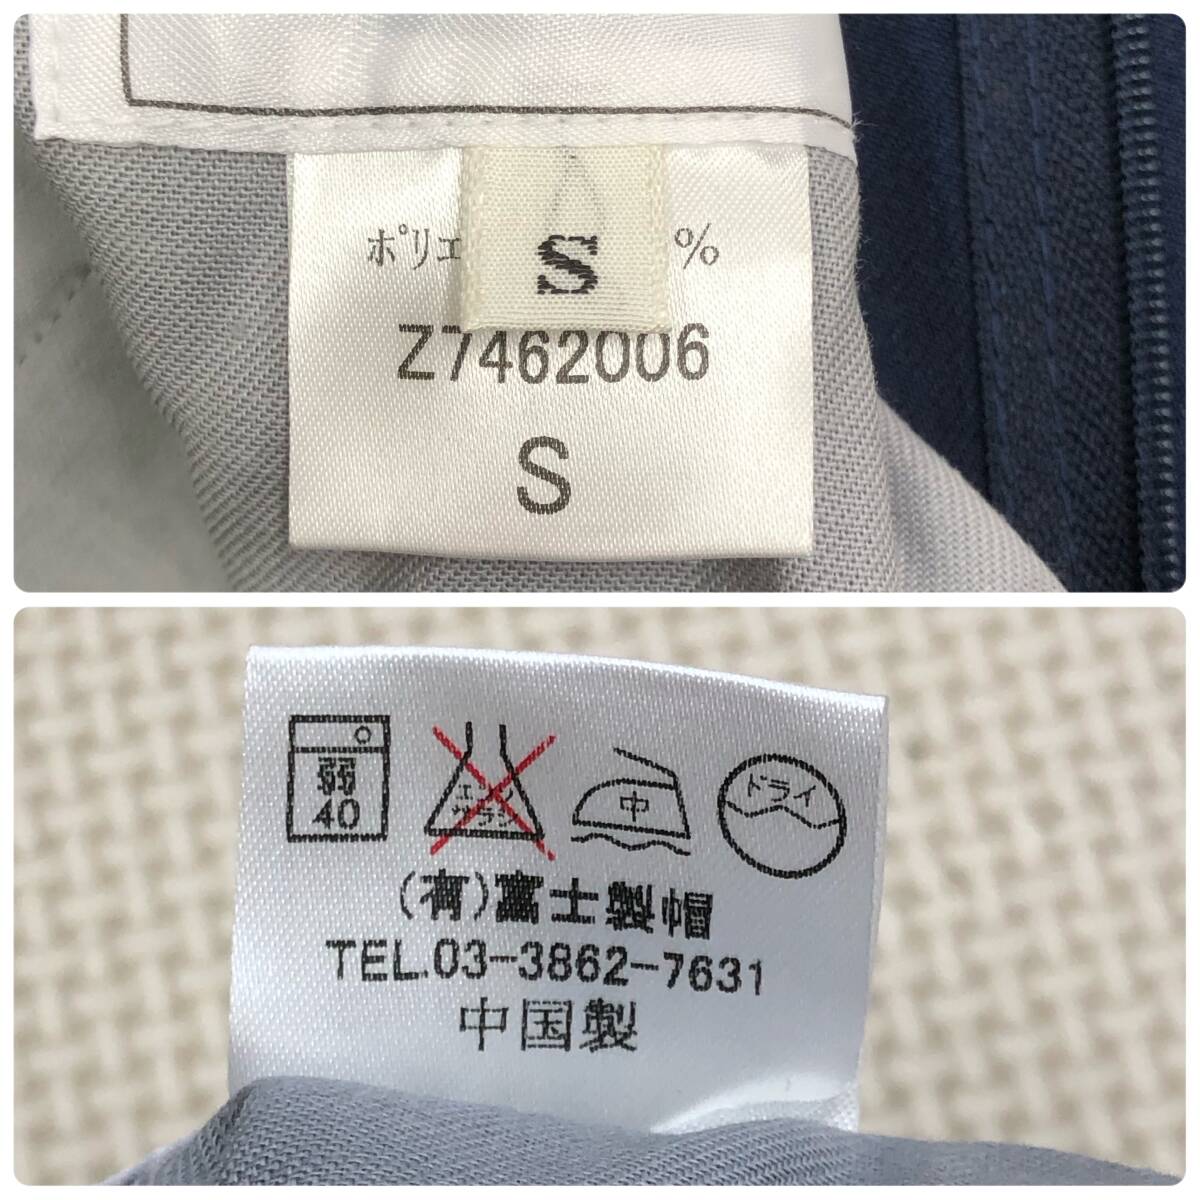 ポリエ %
S
Z7462006
S
弱
40
エンソ
サラシ
中
ドライ
(有)富士製帽
TEL.03-3862-7631
中国製